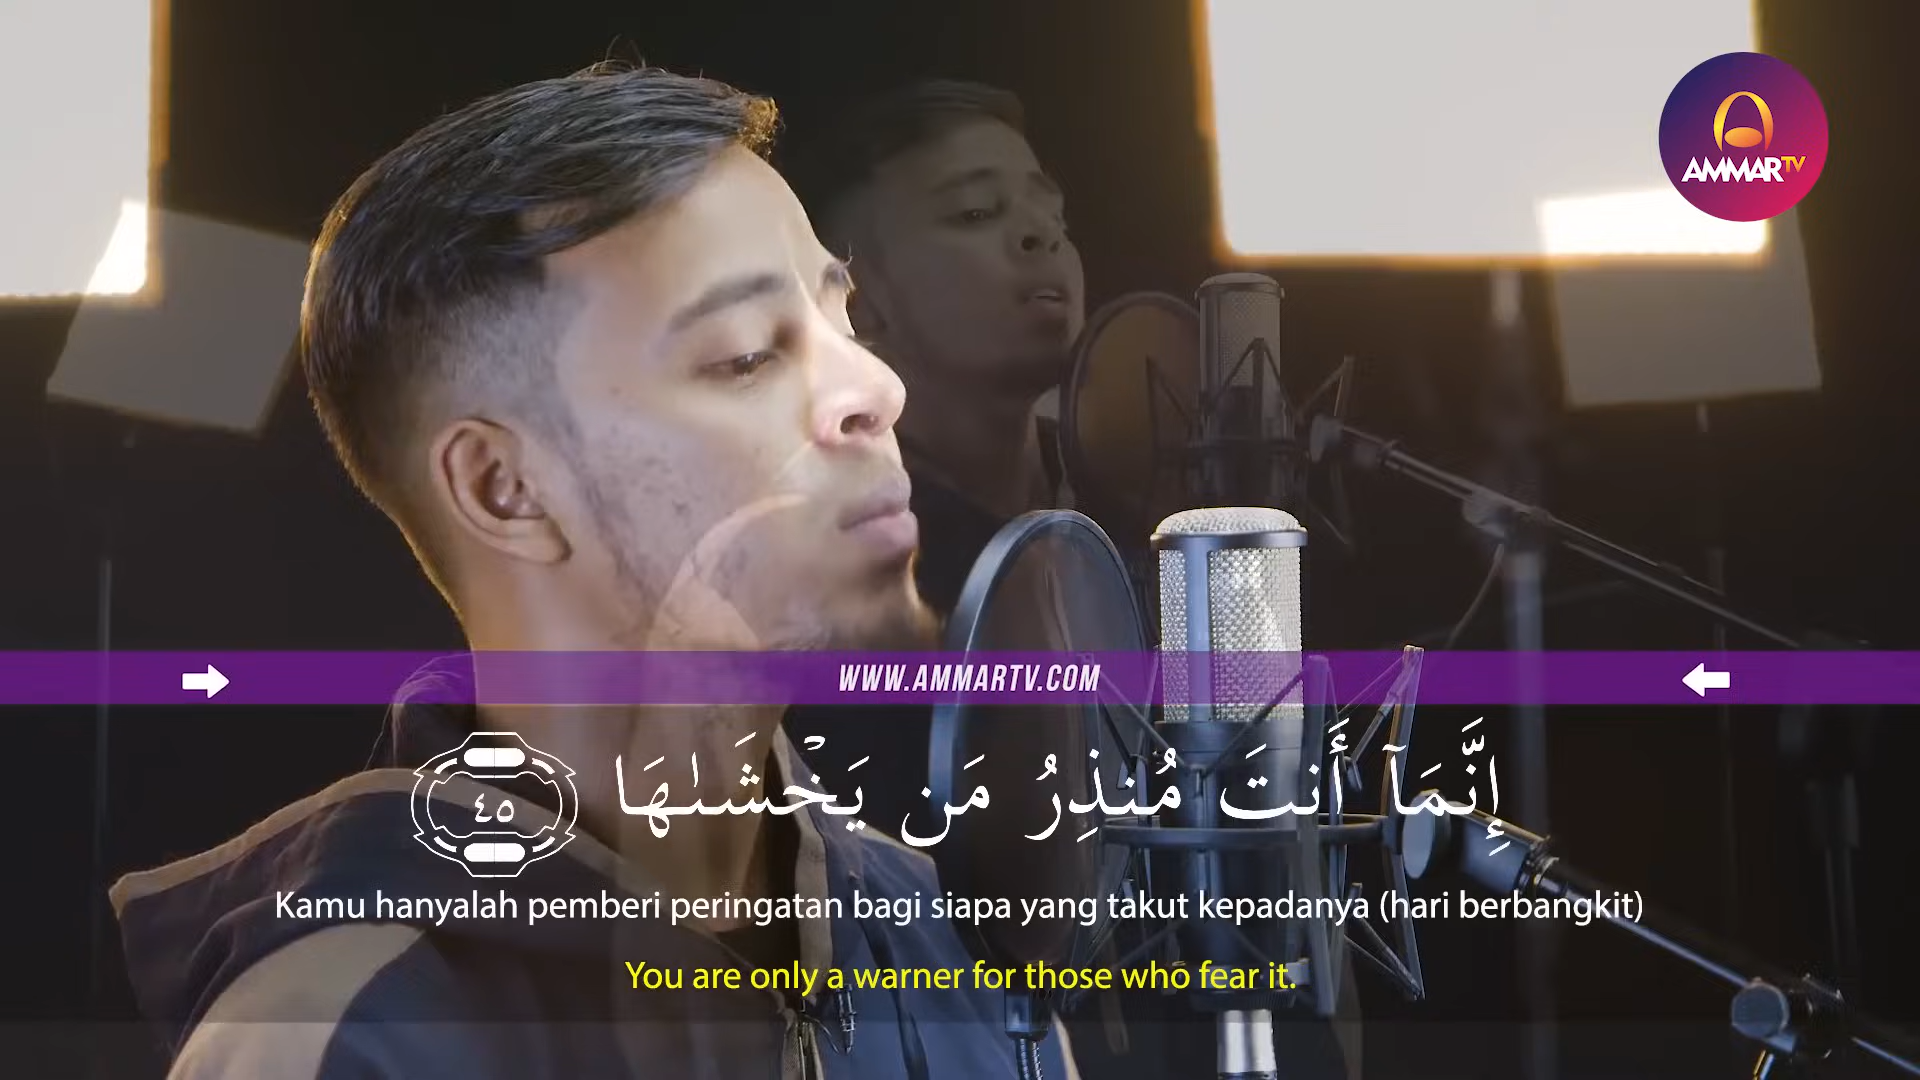 AMMARTV
WWW.AMMARTV.COM
إِنَّمَآ أَنتَ مُنذِرُ مَن يَخْشَىٰهَا ٤٥
Kamu hanyalah pemberi peringatan bagi siapa yang takut kepadanya (hari berbangkit)
You are only a warner for those who fear it.